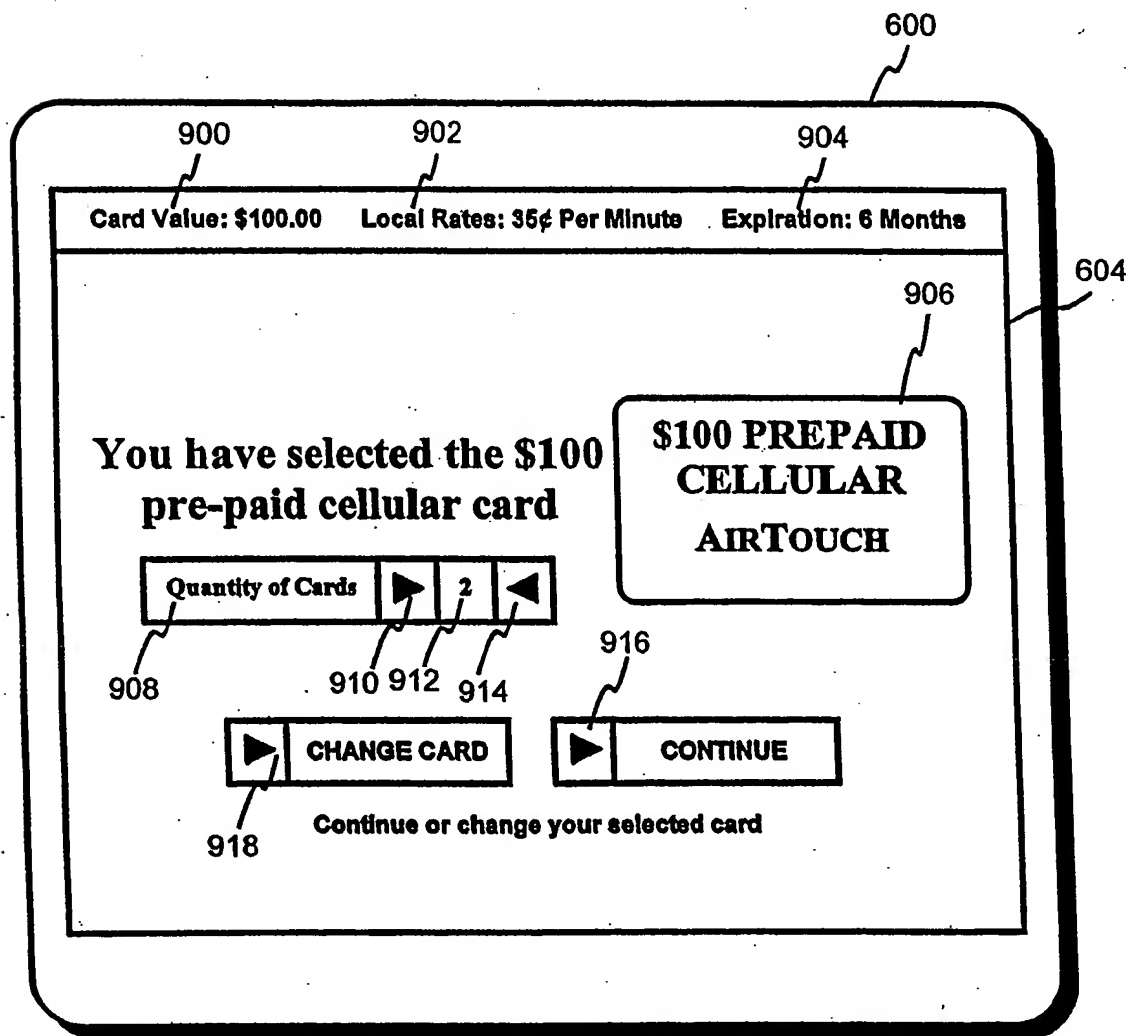 600
900 902 904
Card Value: $100.00 Local Rates: 35¢ Per Minute Expiration: 6 Months
604
906
You have selected the $100
pre-paid cellular card
$100 PREPAID
CELLULAR
AIRTOUCH
Quantity of Cards 2
908 910 912 914 916
CHANGE CARD CONTINUE
918
Continue or change your selected card